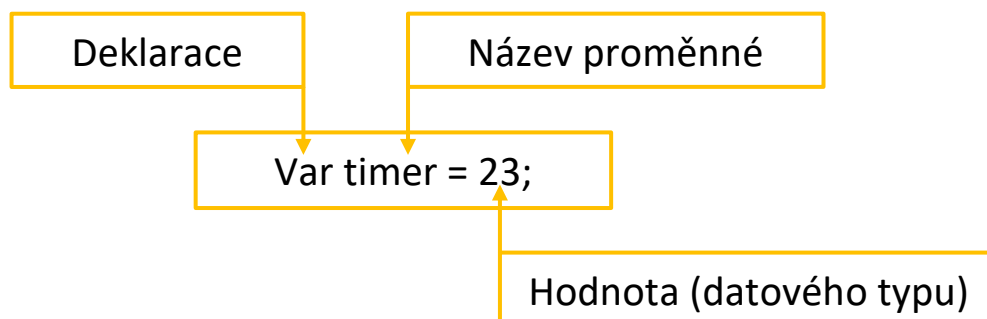 Deklarace
Název proměnné
Var timer = 23;
Hodnota (datového typu)